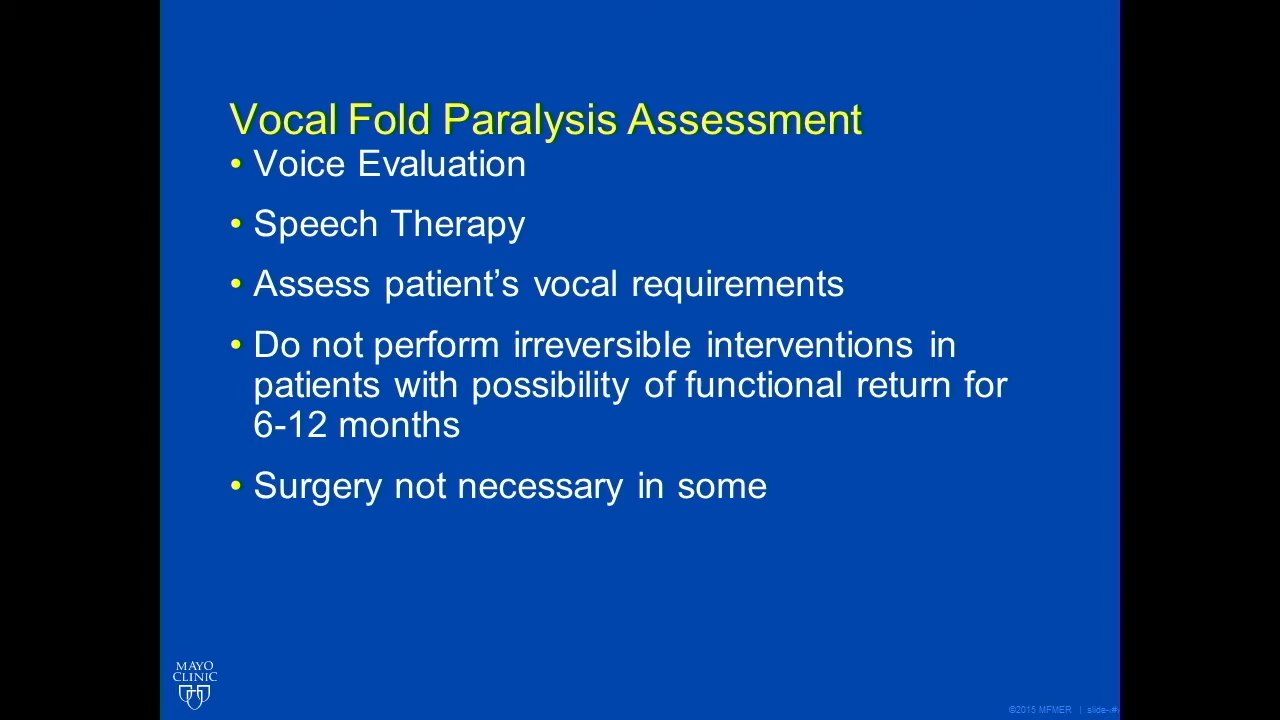 Vocal Fold Paralysis Assessment
• Voice Evaluation
• Speech Therapy
• Assess patient’s vocal requirements
• Do not perform irreversible interventions in
patients with possibility of functional return for
6-12 months
• Surgery not necessary in some
MAYO
CLINIC
©2015 MFMER | slide-‹#›